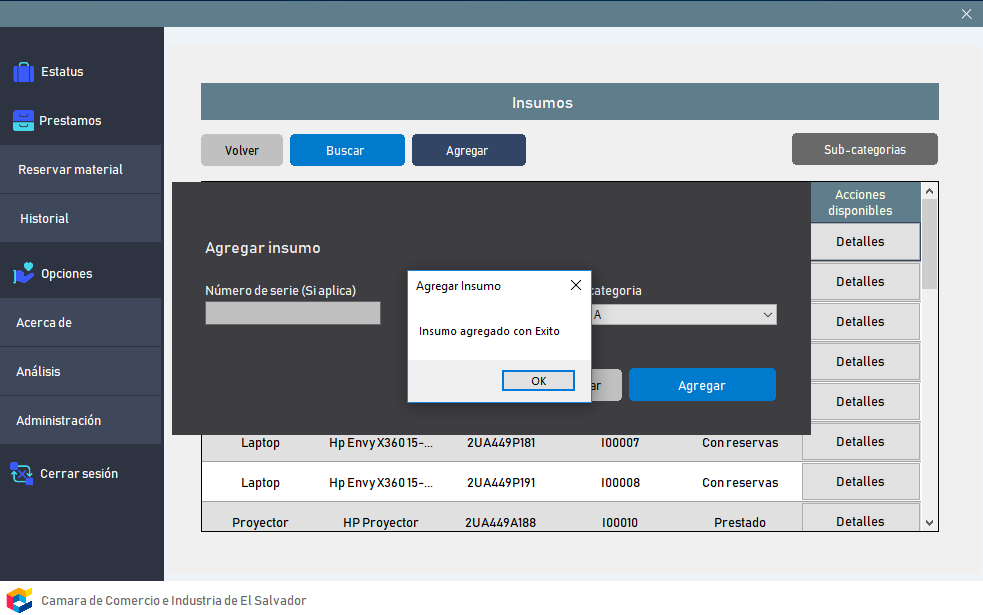 Estatus
Prestamos
Reservar material
Historial
Opciones
Acerca de
Análisis
Administración
Cerrar sesión
Insumos
Volver
Buscar
Agregar
Sub-categorias
Acciones
disponibles
Detalles
Detalles
Detalles
Detalles
Detalles
Agregar insumo
Número de serie (Si aplica)
categoria
A
ar
Agregar
Agregar Insumo
Insumo agregado con Exito
OK
Laptop Hp Envy X360 15-... 2UA449P181 I00007 Con reservas Detalles
Laptop Hp Envy X360 15-... 2UA449P191 I00008 Con reservas Detalles
Proyector HP Proyector 2UA449A188 I00010 Prestado Detalles
Camara de Comercio e Industria de El Salvador